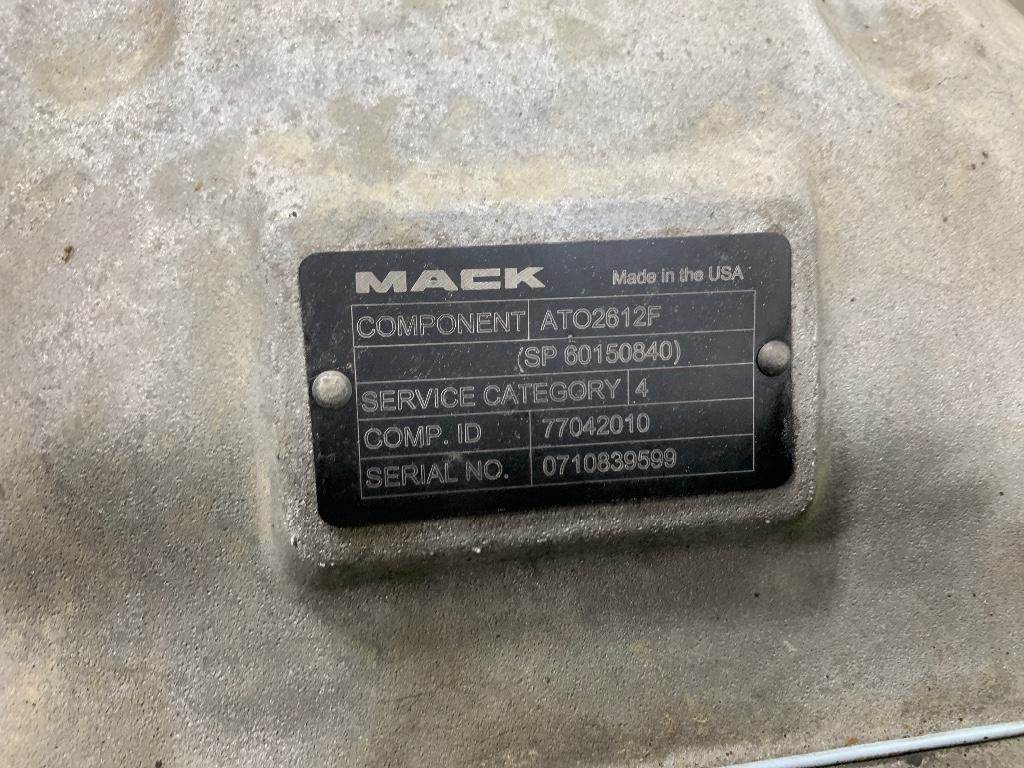 MACK Made in the USA
COMPONENT ATO2612F
(SP 60150840)
SERVICE CATEGORY 4
COMP. ID 77042010
SERIAL NO. 0710839599